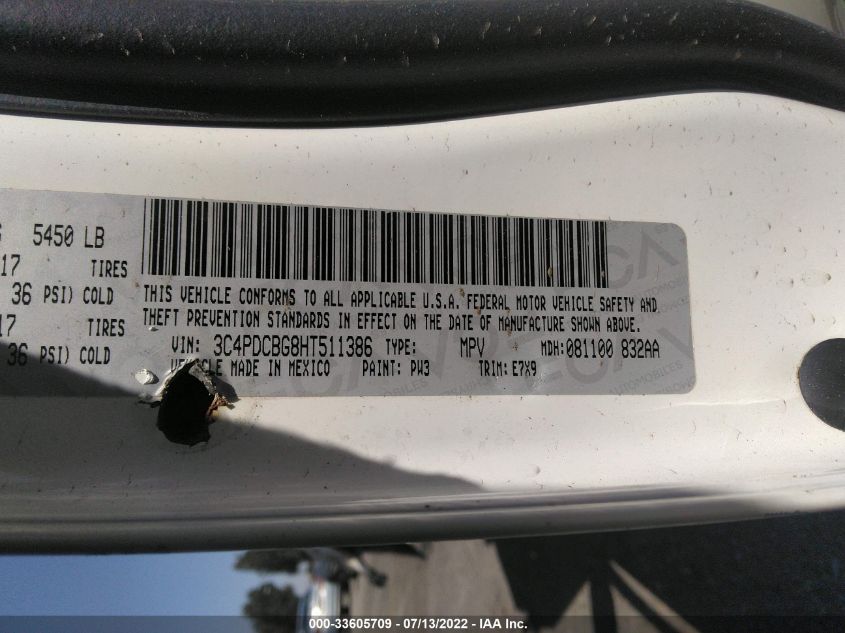 5450 LB
17 TIRES
36 PSI) COLD
17 TIRES
36 PSI) COLD
THIS VEHICLE CONFORMS TO ALL APPLICABLE U.S.A. FEDERAL MOTOR VEHICLE SAFETY AND
THEFT PREVENTION STANDARDS IN EFFECT ON THE DATE OF MANUFACTURE SHOWN ABOVE.
VIN: 3C4PDCBG8HT511386 TYPE: MPV MDH:081100 832AA
MADE IN MEXICO PAINT: PW3 TRIM:E7X9
000-33605709 - 07/13/2022 - IAA Inc.